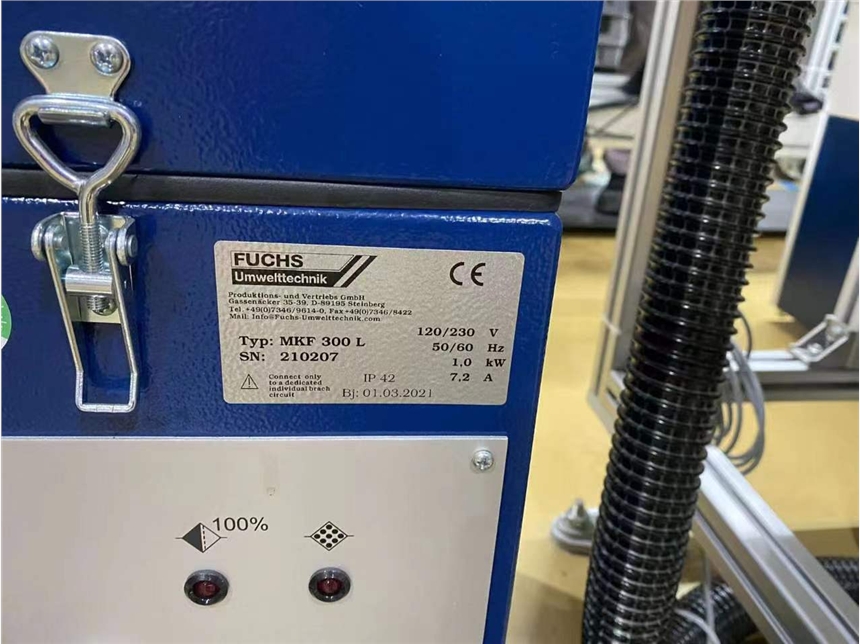 FUCHS
Umwelttechnik
CE
Produktions- und Vertriebs GmbH
Gassenäcker 35-39, D-89195 Steinberg
Tel. +49(0)7346/9614-0, Fax +49(0)7346/8422
Mail: Info@Fuchs-Umwelttechnik.com
Typ: MKF 300 L
SN: 210207
120/230 V
50/60 Hz
1,0 kW
7,2 A
Connect only
to a dedicated
individual brach
circuit
IP 42
Bj: 01.03.2021
100%